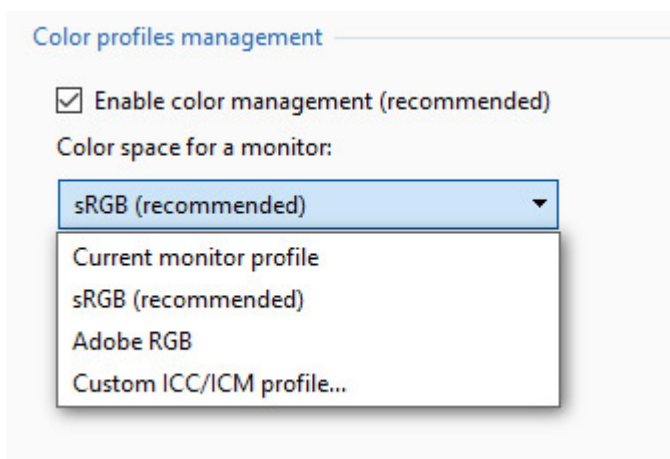 Color profiles management
Enable color management (recommended)
Color space for a monitor:
sRGB (recommended)
Current monitor profile
sRGB (recommended)
Adobe RGB
Custom ICC/ICM profile...